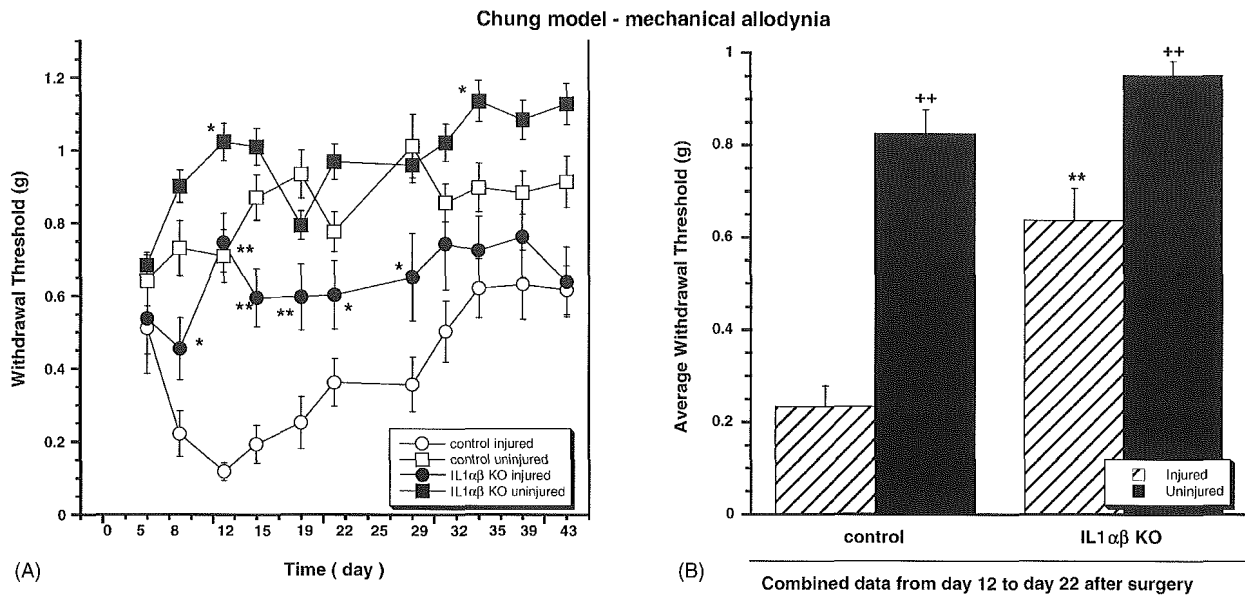 Chung model - mechanical allodynia
Withdrawal Threshold (g)
1.2
1
0.8
0.6
0.4
0.2
0
*
*
**
**
**
*
*
*
control injured
control uninjured
IL1αβ KO injured
IL1αβ KO uninjured
0 5 8 12 15 19 22 25 29 32 35 39 43
Time ( day )
(A)
Average Withdrawal Threshold (g)
1
0.8
0.6
0.4
0.2
0
++
**
++
Injured
Uninjured
control IL1αβ KO
(B)
Combined data from day 12 to day 22 after surgery